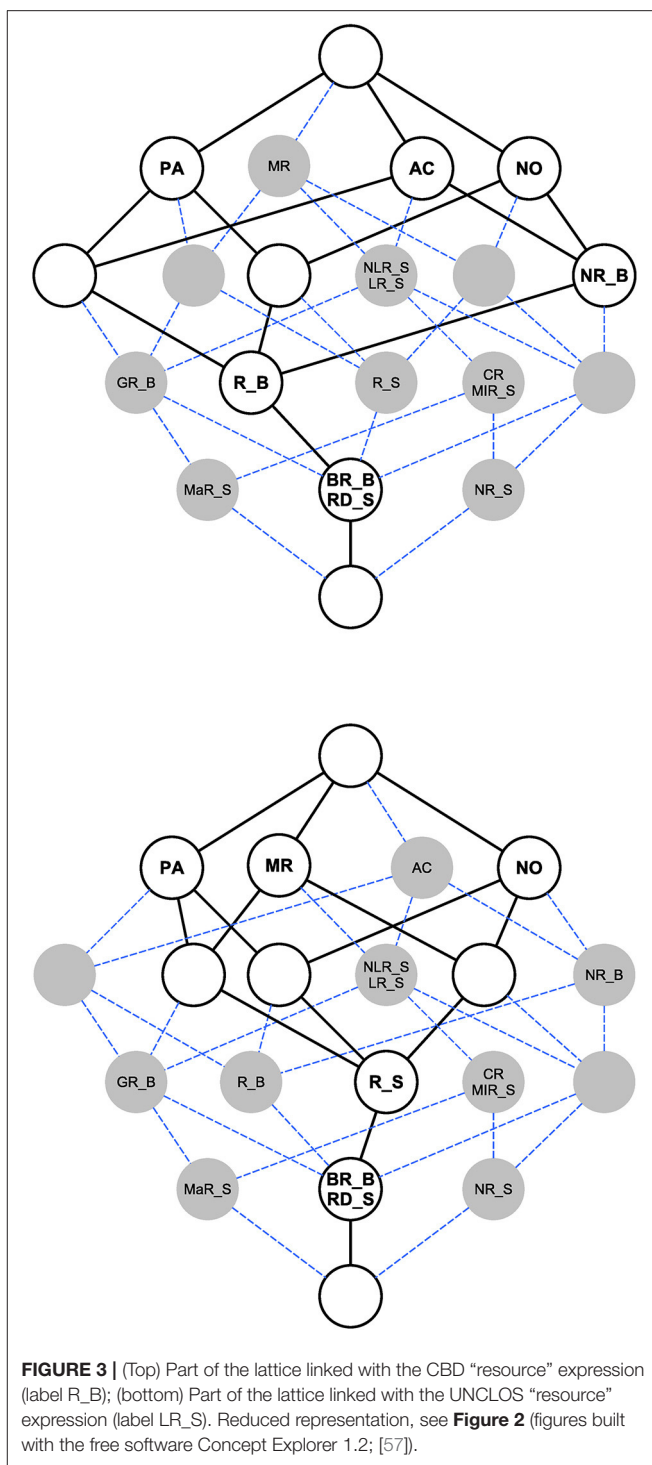 PA
MR
AC
NO
NLR_S
LR_S
NR_B
GR_B
R_B
R_S
CR
MIR_S
MaR_S
BR_B
RD_S
NR_S
PA
MR
AC
NO
NLR_S
LR_S
NR_B
GR_B
R_B
R_S
CR
MIR_S
MaR_S
BR_B
RD_S
NR_S
FIGURE 3 | (Top) Part of the lattice linked with the CBD “resource” expression
(label R_B); (bottom) Part of the lattice linked with the UNCLOS “resource”
expression (label LR_S). Reduced representation, see Figure 2 (figures built
with the free software Concept Explorer 1.2; [57]).